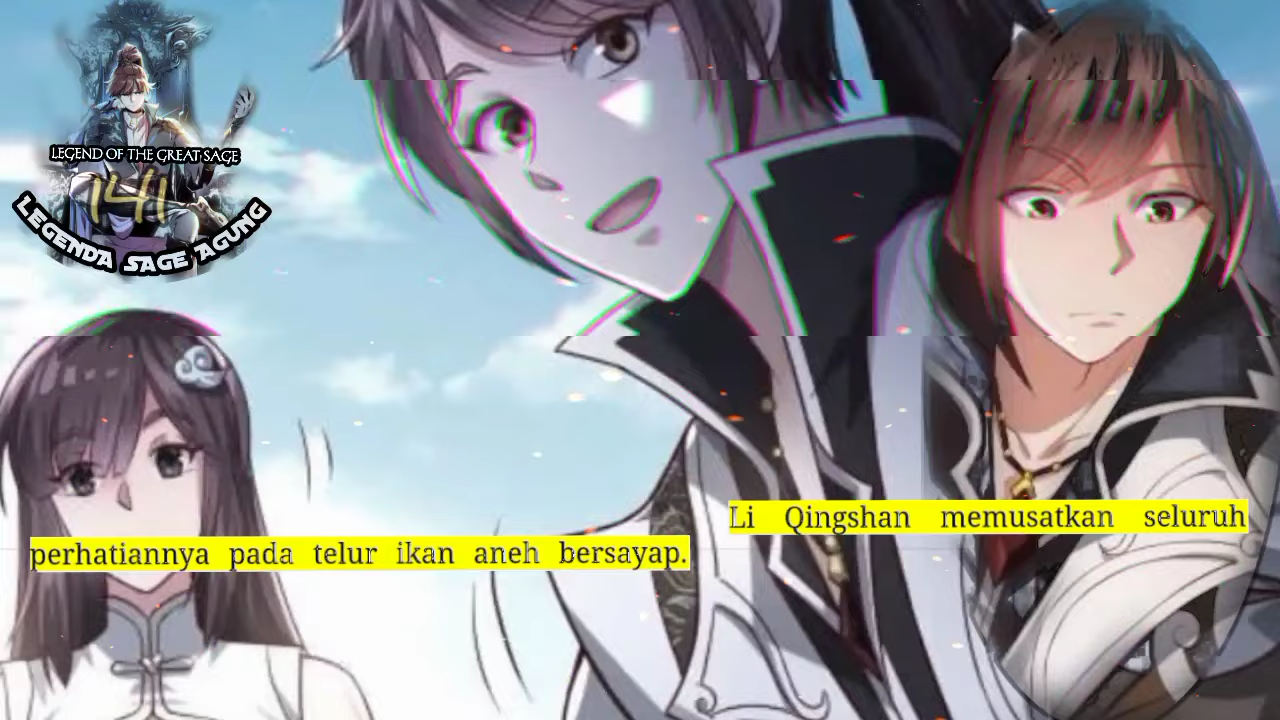 LEGEND OF THE GREAT SAGE
141
LEGENDA SAGE AGUNG
Li Qingshan memusatkan seluruh
perhatiannya pada telur ikan aneh bersayap.